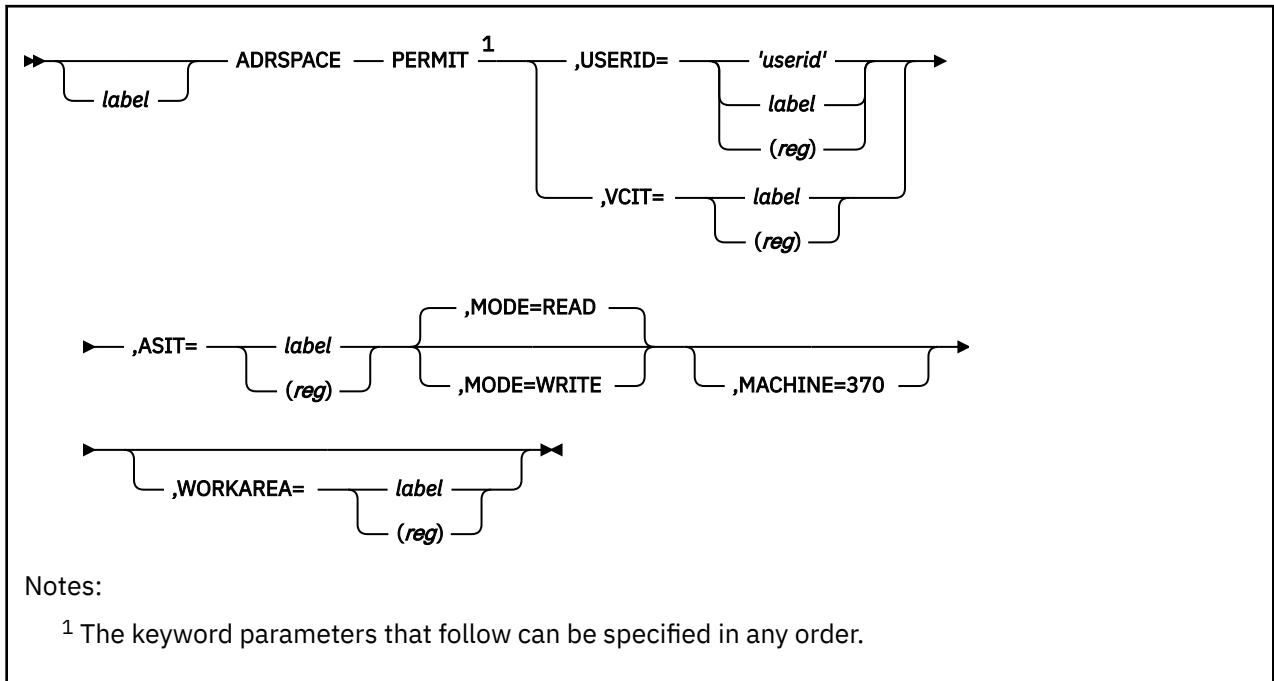 ADRSPACE PERMIT 1 ,USERID= 'userid'
label label
(reg)
,VCIT= label
(reg)
,MODE=READ
,ASIT= label
(reg) ,MODE=WRITE ,MACHINE=370
,WORKAREA= label
(reg)
Notes:
1 The keyword parameters that follow can be specified in any order.